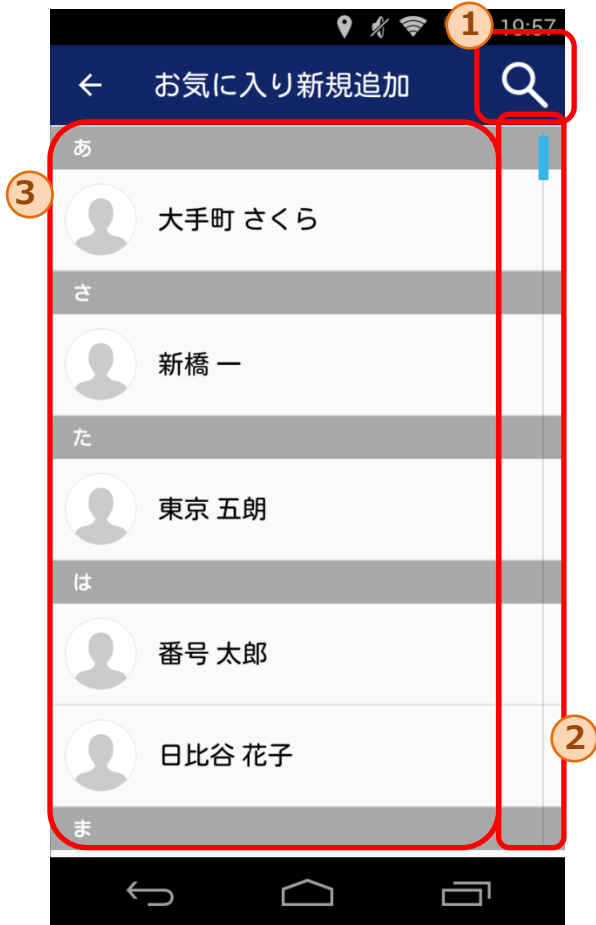 1
19:57
お気に入り新規追加
あ
3
大手町 さくら
さ
新橋 一
た
東京 五朗
は
番号 太郎
2
日比谷 花子
ま